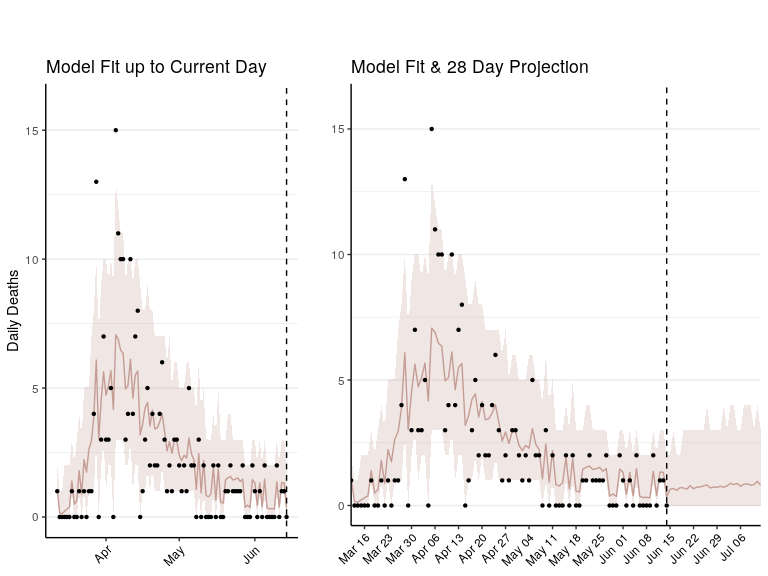 Model Fit up to Current Day
Model Fit & 28 Day Projection
Daily Deaths
15
10
5
0
Apr
May
Jun
15
10
5
0
Mar 16
Mar 23
Mar 30
Apr 06
Apr 13
Apr 20
Apr 27
May 04
May 11
May 18
May 25
Jun 01
Jun 08
Jun 15
Jun 22
Jun 29
Jul 06